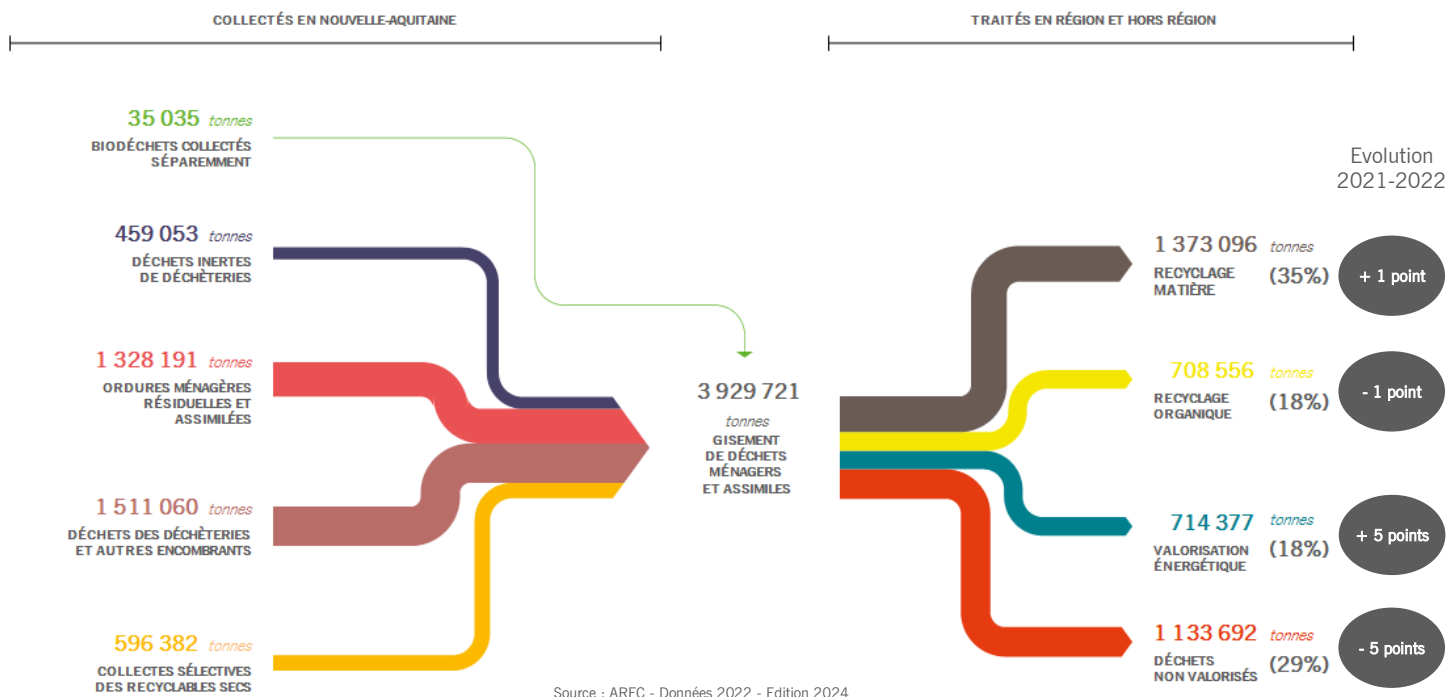 COLLECTÉS EN NOUVELLE-AQUITAINE
TRAITÉS EN RÉGION ET HORS RÉGION
35 035 tonnes
BIODÉCHETS COLLECTÉS
SÉPAREMMENT
459 053 tonnes
DÉCHETS INERTES
DE DÉCHÈTERIES
1 328 191 tonnes
ORDURES MÉNAGÈRES
RÉSIDUELLES ET
ASSIMILÉES
1 511 060 tonnes
DÉCHETS DES DÉCHÈTERIES
ET AUTRES ENCOMBRANTS
596 382 tonnes
COLLECTES SÉLECTIVES
DES RECYCLABLES SECS
3 929 721
tonnes
GISEMENT
DE DÉCHETS
MÉNAGERS
ET ASSIMILES
Evolution
2021-2022
1 373 096 tonnes
RECYCLAGE
MATIÈRE
(35%)
+ 1 point
708 556 tonnes
RECYCLAGE
ORGANIQUE
(18%)
- 1 point
714 377 tonnes
VALORISATION
ÉNERGÉTIQUE
(18%)
+ 5 points
1 133 692 tonnes
DÉCHETS
NON VALORISÉS
(29%)
- 5 points
Source : AREC - Données 2022 - Edition 2024